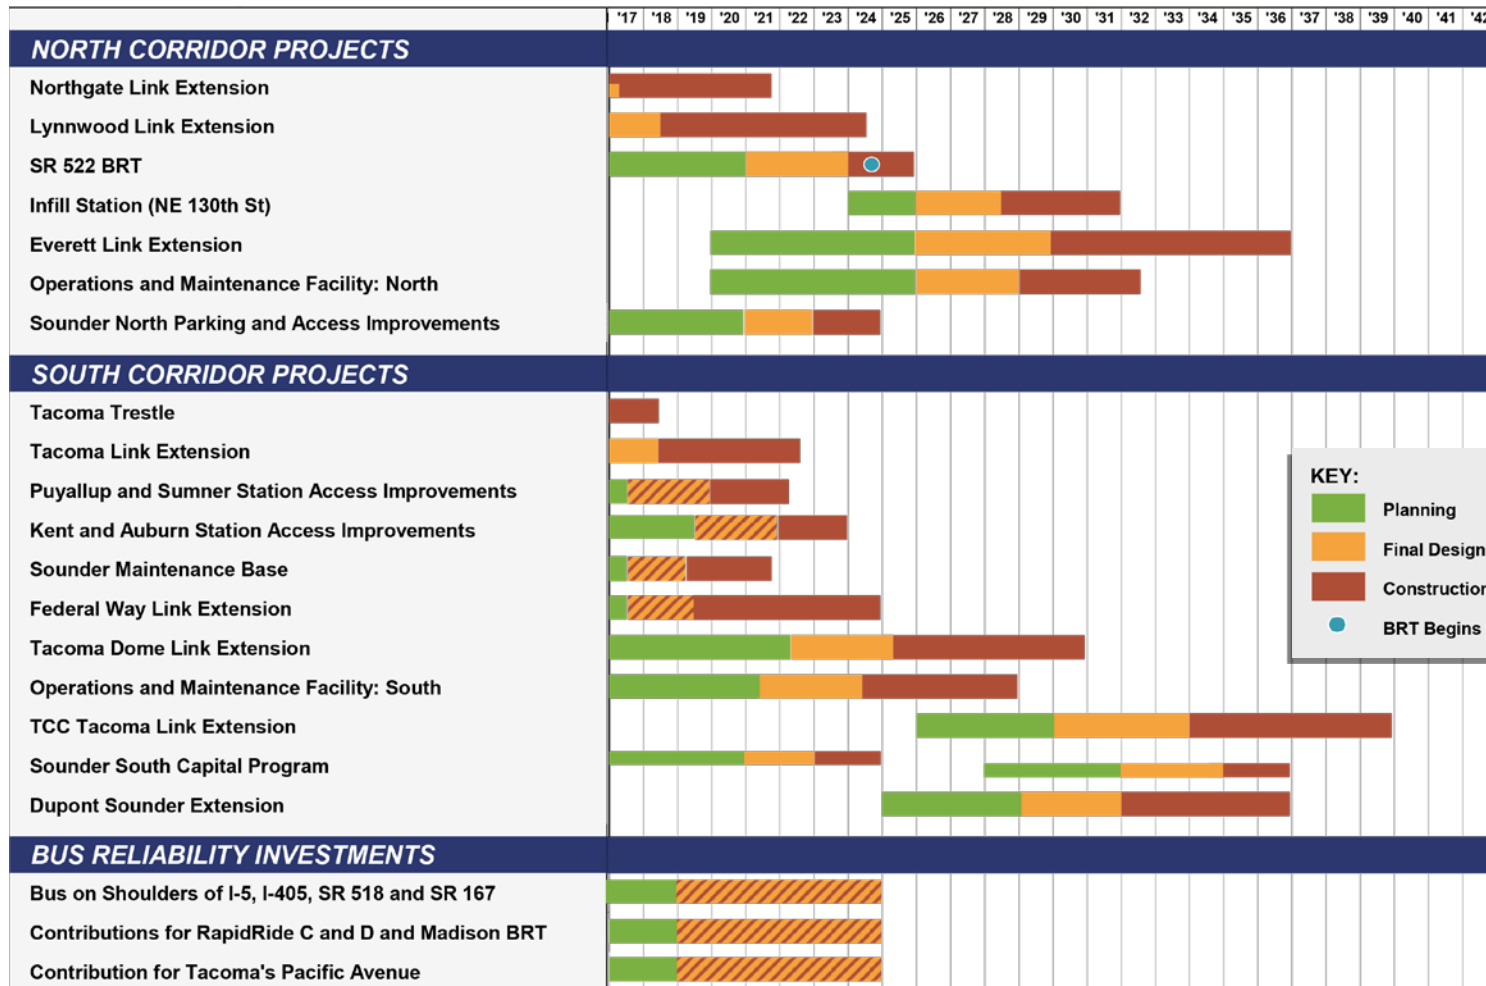 '17 '18 '19 '20 '21 '22 '23 '24 '25 '26 '27 '28 '29 '30 '31 '32 '33 '34 '35 '36 '37 '38 '39 '40 '41 '42
NORTH CORRIDOR PROJECTS
Northgate Link Extension
Lynnwood Link Extension
SR 522 BRT
Infill Station (NE 130th St)
Everett Link Extension
Operations and Maintenance Facility: North
Sounder North Parking and Access Improvements
SOUTH CORRIDOR PROJECTS
Tacoma Trestle
Tacoma Link Extension
Puyallup and Sumner Station Access Improvements
Kent and Auburn Station Access Improvements
Sounder Maintenance Base
Federal Way Link Extension
Tacoma Dome Link Extension
Operations and Maintenance Facility: South
TCC Tacoma Link Extension
Sounder South Capital Program
Dupont Sounder Extension
KEY:
Planning
Final Design
Construction
BRT Begins
BUS RELIABILITY INVESTMENTS
Bus on Shoulders of I-5, I-405, SR 518 and SR 167
Contributions for RapidRide C and D and Madison BRT
Contribution for Tacoma's Pacific Avenue